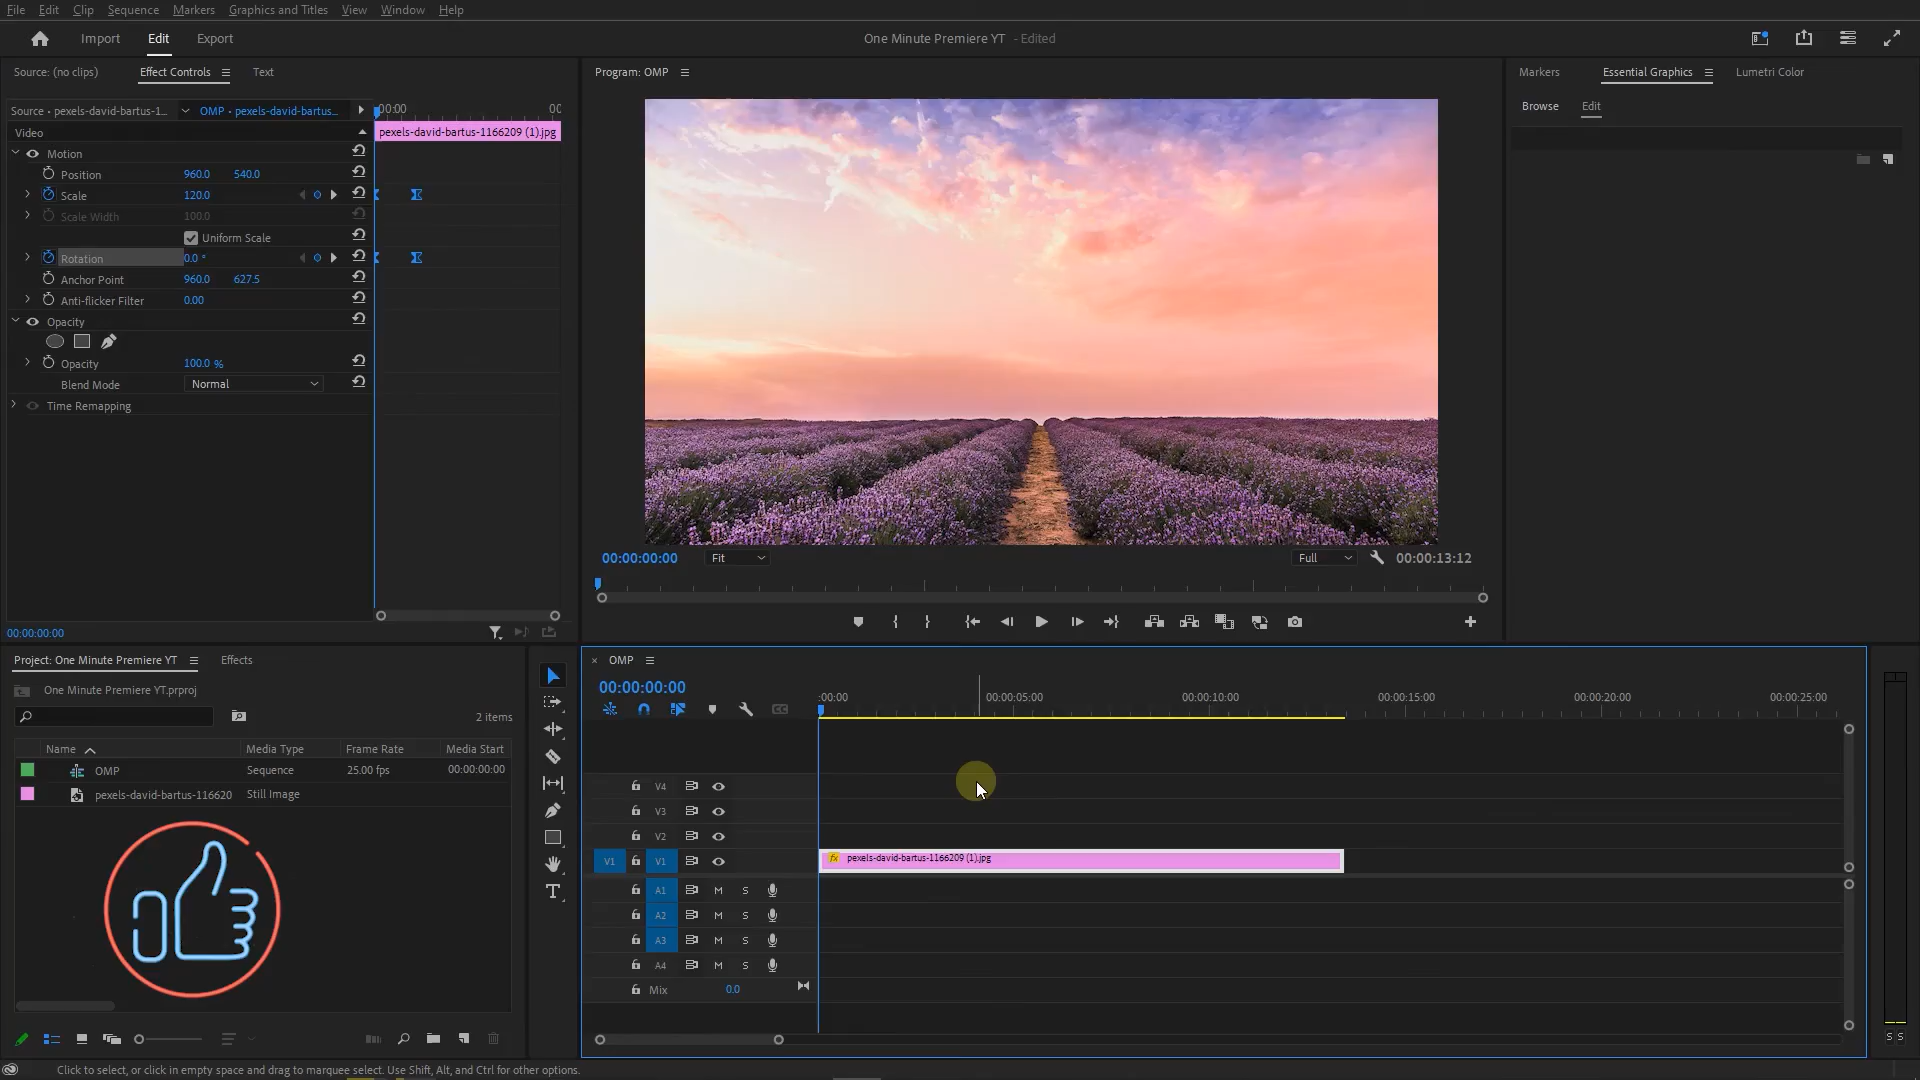 File Edit Clip Sequence Markers Graphics and Titles View Window Help
Import Edit Export
One Minute Premiere YT - Edited
Source: (no clips) Effect Controls Text
Source • pexels-david-bartus-1... OMP • pexels-david-bartus...
:00:00 00
Video
pexels-david-bartus-1166209 (1).jpg
Motion
Position 960.0 540.0
Scale 120.0
Scale Width 100.0
Uniform Scale
Rotation 0.0 °
Anchor Point 960.0 627.5
Anti-flicker Filter 0.00
Opacity
Opacity 100.0 %
Blend Mode Normal
Time Remapping
00:00:00:00
Program: OMP
00:00:00:00 Fit Full 00:00:13:12
Markers Essential Graphics Lumetri Color
Browse Edit
Project: One Minute Premiere YT Effects
One Minute Premiere YT.prproj
2 items
Name Media Type Frame Rate Media Start
OMP Sequence 25.00 fps 00:00:00:00
pexels-david-bartus-116620 Still Image
× OMP
00:00:00:00
:00:00 00:00:05:00 00:00:10:00 00:00:15:00 00:00:20:00 00:00:25:00
V4
V3
V2
V1 V1 fx pexels-david-bartus-1166209 (1).jpg
A1 M S
A2 M S
A3 M S
A4 M S
Mix 0.0
S S
Click to select, or click in empty space and drag to marquee select. Use Shift, Alt, and Ctrl for other options.